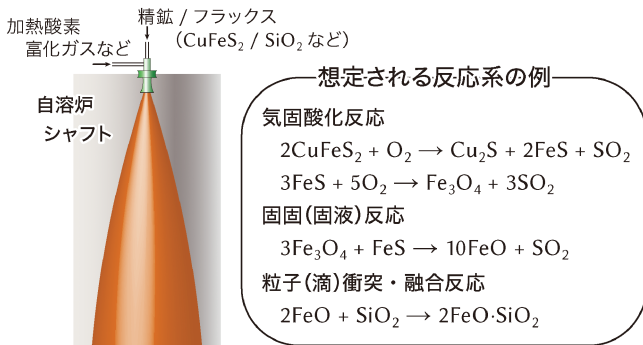 精鉱 / フラックス
(CuFeS₂ / SiO₂ など)
加熱酸素
富化ガスなど
自溶炉
シャフト
想定される反応系の例
気固酸化反応
2CuFeS₂ + O₂ → Cu₂S + 2FeS + SO₂
3FeS + 5O₂ → Fe₃O₄ + 3SO₂
固固(固液)反応
3Fe₃O₄ + FeS → 10FeO + SO₂
粒子(滴)衝突・融合反応
2FeO + SiO₂ → 2FeO·SiO₂